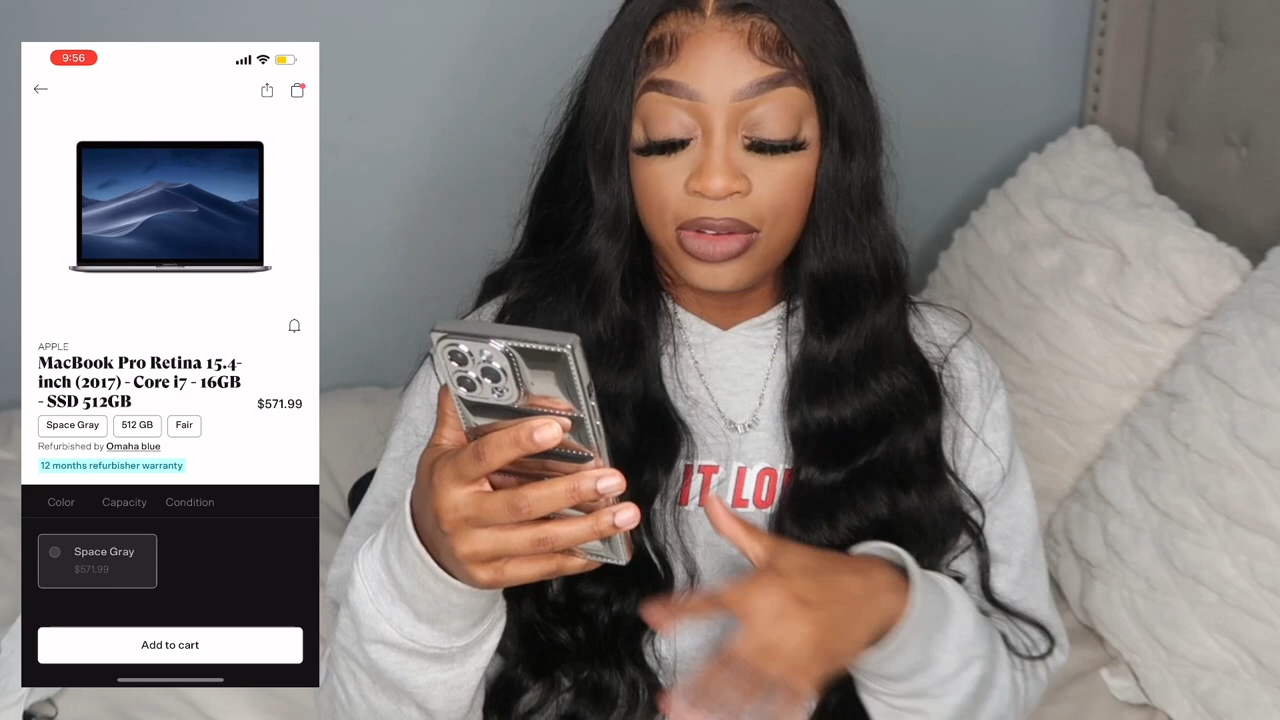 9:56
APPLE
MacBook Pro Retina 15.4-
inch (2017) - Core i7 - 16GB
- SSD 512GB
$571.99
Space Gray
512 GB
Fair
Refurbished by Omaha blue
12 months refurbisher warranty
Color
Capacity
Condition
Space Gray
$571.99
Add to cart
IT LO